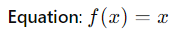 Equation: f(x) = x